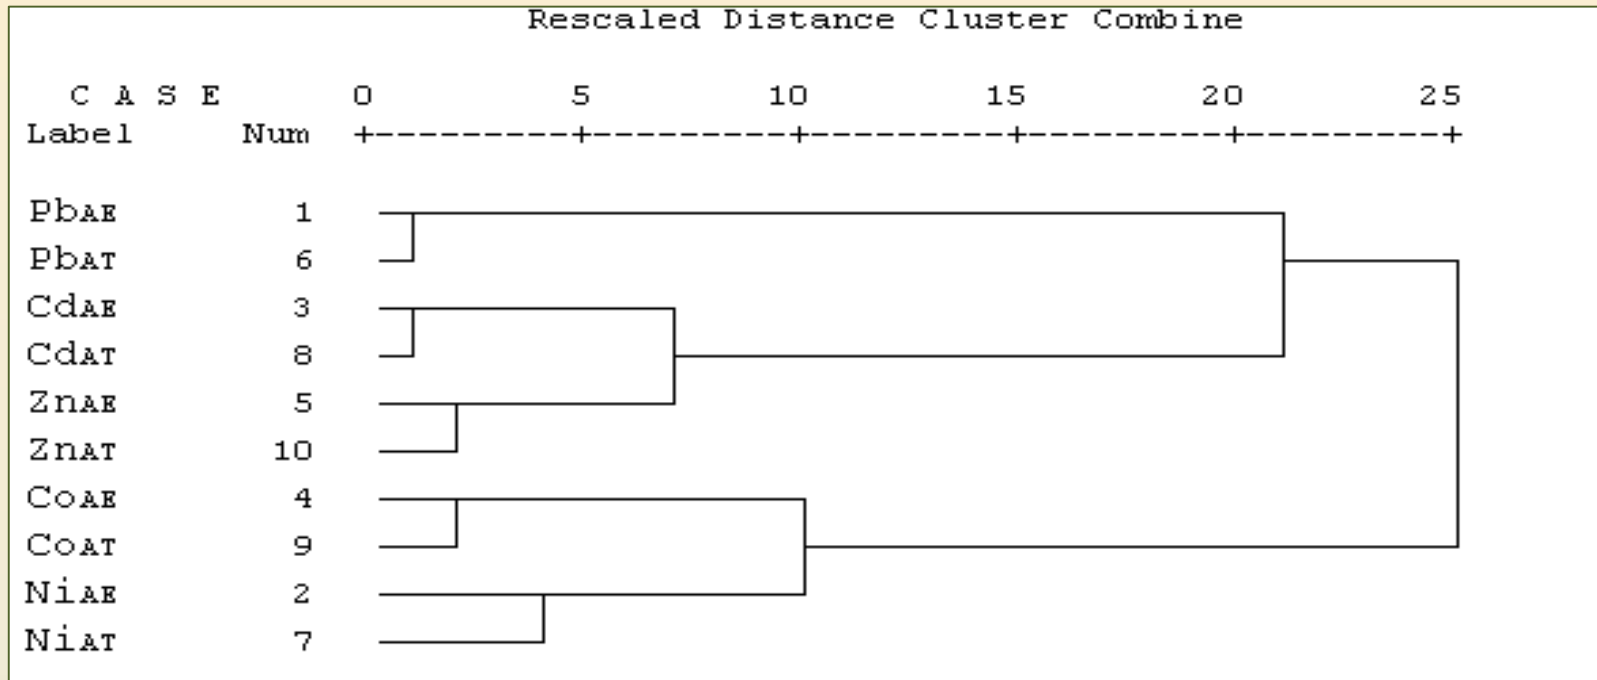 Rescaled Distance Cluster Combine
C A S E 0 5 10 15 20 25
Label Num +---------+---------+---------+---------+---------+
PbAE 1
PbAT 6
CdAE 3
CdAT 8
ZnAE 5
ZnAT 10
CoAE 4
CoAT 9
NiAE 2
NiAT 7